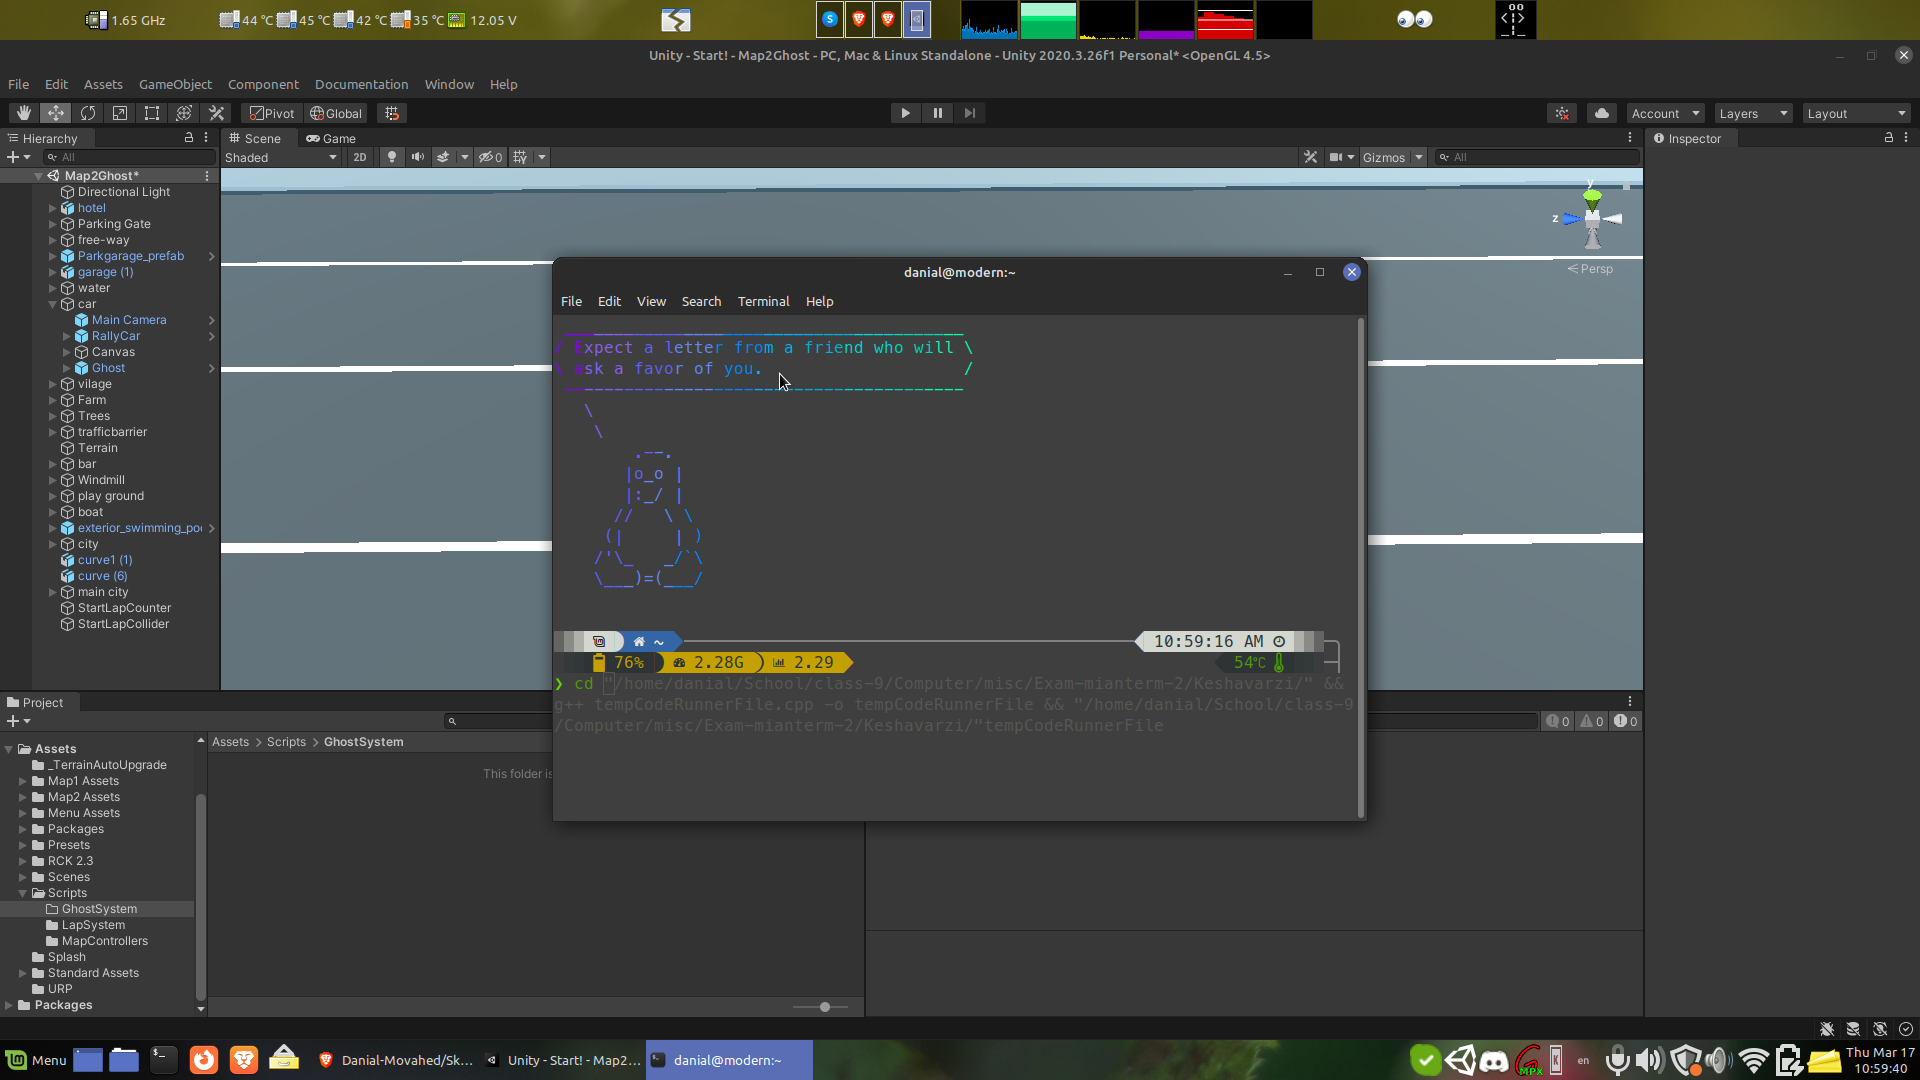 1.65 GHz 44 °C 45 °C 42 °C 35 °C 12.05 V
Unity - Start! - Map2Ghost - PC, Mac & Linux Standalone - Unity 2020.3.26f1 Personal* <OpenGL 4.5>
File Edit Assets GameObject Component Documentation Window Help
Pivot Global Account Layers Layout
Hierarchy Scene Game Inspector
All Shaded 2D 0 Gizmos All
Map2Ghost*
Directional Light
hotel
Parking Gate
free-way
Parkgarage_prefab
garage (1)
water
car
Main Camera
RallyCar
Canvas
Ghost
vilage
Farm
Trees
trafficbarrier
Terrain
bar
Windmill
play ground
boat
exterior_swimming_poo
city
curve1 (1)
curve (6)
main city
StartLapCounter
StartLapCollider
y
z
Persp
danial@modern:~
File Edit View Search Terminal Help
/ Expect a letter from a friend who will \
\ ask a favor of you. /
\
\
.--.
|o_o |
|:_/ |
// \ \
(| | )
/'\_ _/`\
\___)=(___/
~ 10:59:16 AM
76% 2.28G 2.29 54°C
❯ cd "/home/danial/School/class-9/Computer/misc/Exam-mianterm-2/Keshavarzi/" &&
g++ tempCodeRunnerFile.cpp -o tempCodeRunnerFile && "/home/danial/School/class-9
/Computer/misc/Exam-mianterm-2/Keshavarzi/"tempCodeRunnerFile
Project
0 0 0
Assets > Scripts > GhostSystem
This folder is
Assets
_TerrainAutoUpgrade
Map1 Assets
Map2 Assets
Menu Assets
Packages
Presets
RCK 2.3
Scenes
Scripts
GhostSystem
LapSystem
MapControllers
Splash
Standard Assets
URP
Packages
Menu Danial-Movahed/Sk... Unity - Start! - Map2... danial@modern:~ MPX en Thu Mar 17
10:59:40